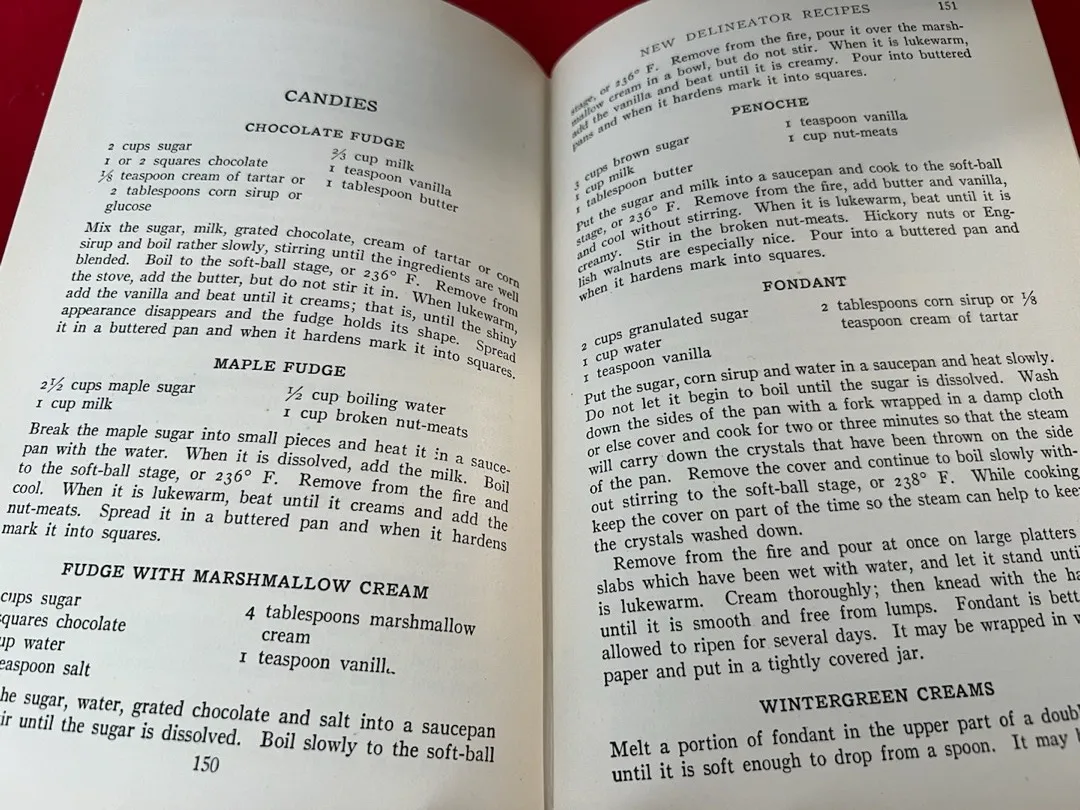 CANDIES
CHOCOLATE FUDGE
2 cups sugar
1 or 2 squares chocolate
⅛ teaspoon cream of tartar or
2 tablespoons corn sirup or
glucose
⅔ cup milk
1 teaspoon vanilla
1 tablespoon butter
Mix the sugar, milk, grated chocolate, cream of tartar or corn
sirup and boil rather slowly, stirring until the ingredients are well
blended. Boil to the soft-ball stage, or 236° F. Remove from
the stove, add the butter, but do not stir it in. When lukewarm,
add the vanilla and beat until it creams; that is, until the shiny
appearance disappears and the fudge holds its shape. Spread
it in a buttered pan and when it hardens mark it into squares.
MAPLE FUDGE
2½ cups maple sugar
1 cup milk
½ cup boiling water
1 cup broken nut-meats
Break the maple sugar into small pieces and heat it in a sauce-
pan with the water. When it is dissolved, add the milk. Boil
to the soft-ball stage, or 236° F. Remove from the fire and
cool. When it is lukewarm, beat until it creams and add the
nut-meats. Spread it in a buttered pan and when it hardens
mark it into squares.
FUDGE WITH MARSHMALLOW CREAM
cups sugar
squares chocolate
up water
easpoon salt
4 tablespoons marshmallow
cream
1 teaspoon vanill
he sugar, water, grated chocolate and salt into a saucepan
ir until the sugar is dissolved. Boil slowly to the soft-ball
150
NEW DELINEATOR RECIPES 151
stage, or 236° F. Remove from the fire, pour it over the marsh-
mallow cream in a bowl, but do not stir. When it is lukewarm,
add the vanilla and beat until it is creamy. Pour into buttered
pans and when it hardens mark it into squares.
PENOCHE
3 cups brown sugar
1 cup milk
1 tablespoon butter
1 teaspoon vanilla
1 cup nut-meats
Put the sugar and milk into a saucepan and cook to the soft-ball
stage, or 236° F. Remove from the fire, add butter and vanilla,
and cool without stirring. When it is lukewarm, beat until it is
creamy. Stir in the broken nut-meats. Hickory nuts or Eng-
lish walnuts are especially nice. Pour into a buttered pan and
when it hardens mark into squares.
FONDANT
2 cups granulated sugar
1 cup water
1 teaspoon vanilla
2 tablespoons corn sirup or ⅛
teaspoon cream of tartar
Put the sugar, corn sirup and water in a saucepan and heat slowly.
Do not let it begin to boil until the sugar is dissolved. Wash
down the sides of the pan with a fork wrapped in a damp cloth
or else cover and cook for two or three minutes so that the steam
will carry down the crystals that have been thrown on the side
of the pan. Remove the cover and continue to boil slowly with-
out stirring to the soft-ball stage, or 238° F. While cooking,
keep the cover on part of the time so the steam can help to kee
the crystals washed down.
Remove from the fire and pour at once on large platters
slabs which have been wet with water, and let it stand unti
is lukewarm. Cream thoroughly; then knead with the ha
until it is smooth and free from lumps. Fondant is bett
allowed to ripen for several days. It may be wrapped in
paper and put in a tightly covered jar.
WINTERGREEN CREAMS
Melt a portion of fondant in the upper part of a doub
until it is soft enough to drop from a spoon. It may